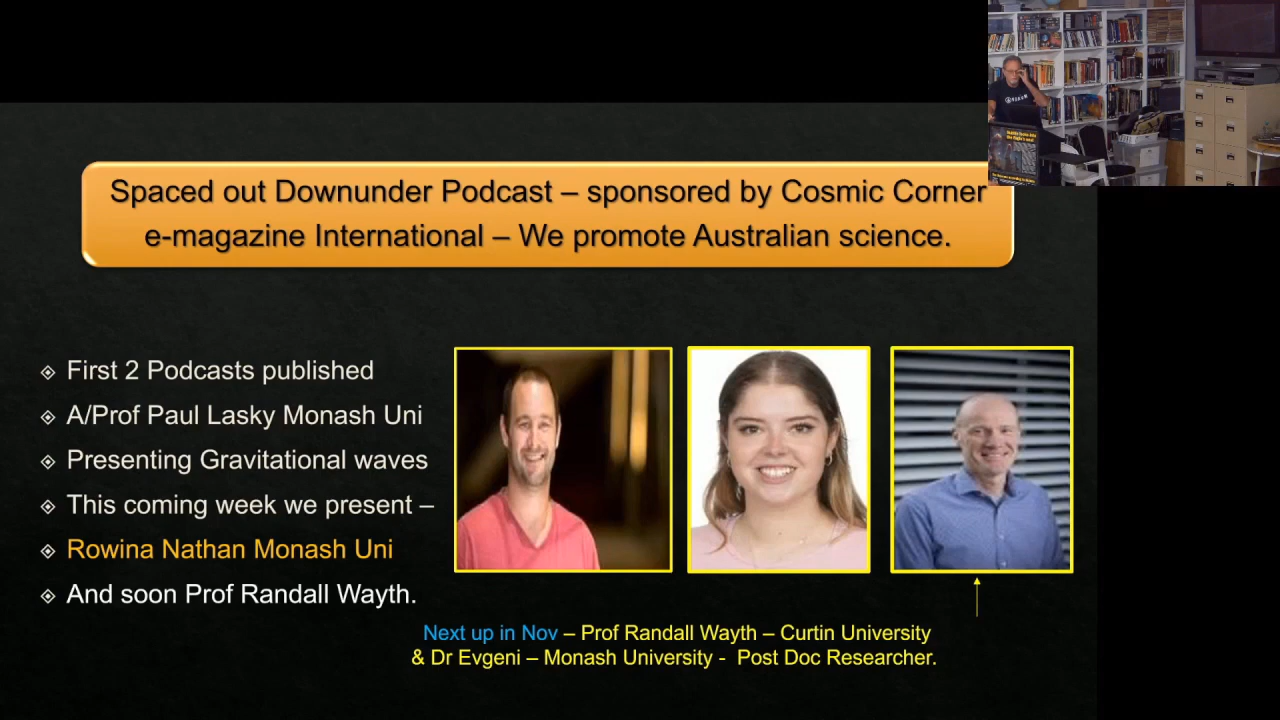 Spaced out Downunder Podcast – sponsored by Cosmic Corner
e-magazine International – We promote Australian science.
First 2 Podcasts published
A/Prof Paul Lasky Monash Uni
Presenting Gravitational waves
This coming week we present –
Rowina Nathan Monash Uni
And soon Prof Randall Wayth.
Next up in Nov – Prof Randall Wayth – Curtin University
& Dr Evgeni – Monash University -  Post Doc Researcher.